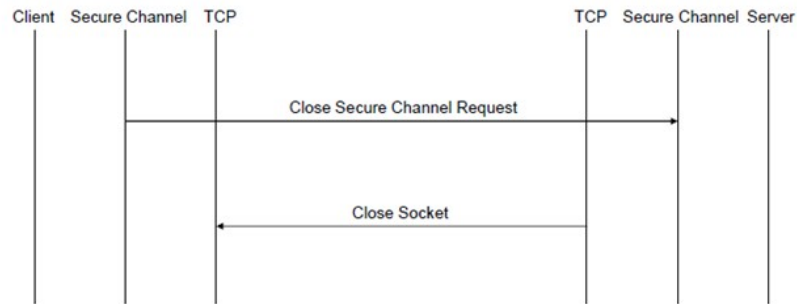 Client Secure Channel TCP TCP Secure Channel Server
Close Secure Channel Request
Close Socket